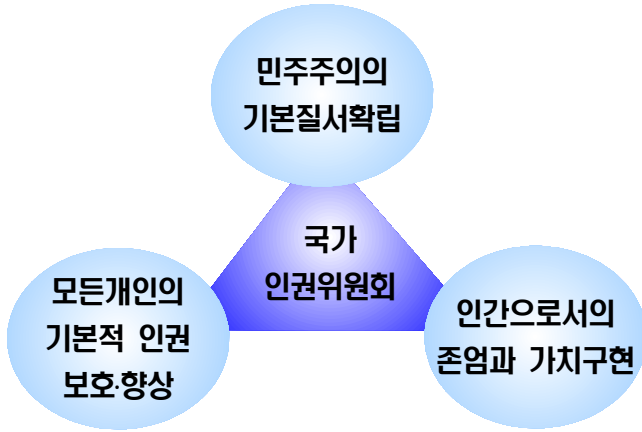 민주주의의
기본질서확립
국가
인권위원회
모든개인의
기본적 인권
보호·향상
인간으로서의
존엄과 가치구현